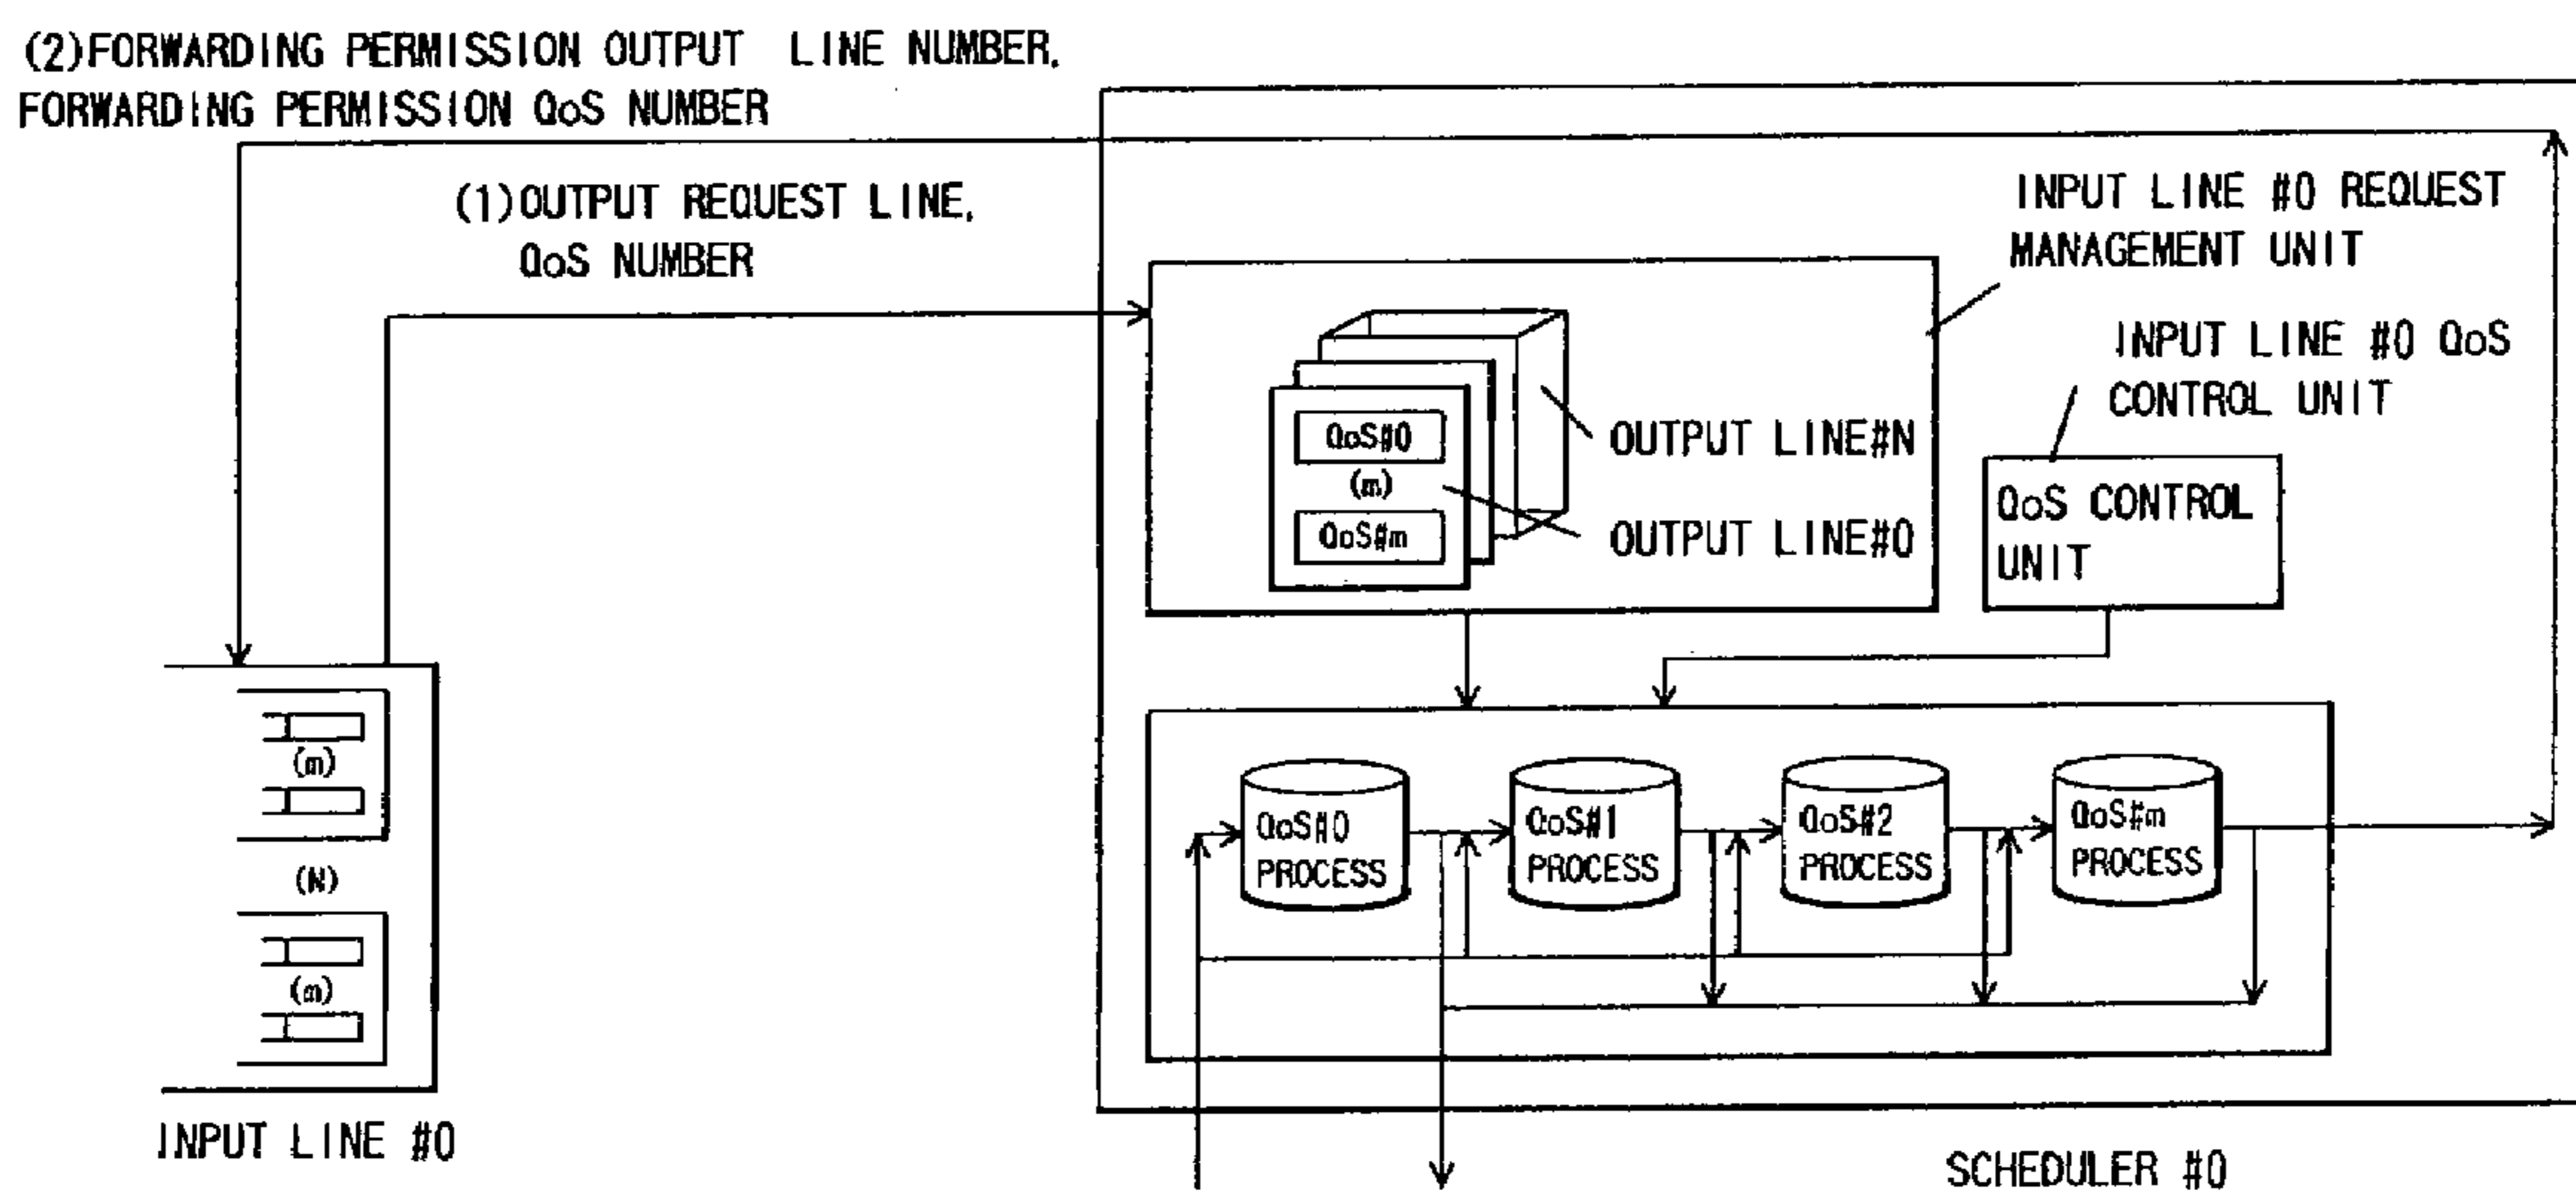 (2)FORWARDING PERMISSION OUTPUT LINE NUMBER,
FORWARDING PERMISSION QoS NUMBER
(1)OUTPUT REQUEST LINE,
QoS NUMBER
INPUT LINE #0 REQUEST
MANAGEMENT UNIT
INPUT LINE #0 QoS
CONTROL UNIT
QoS#0
(m)
QoS#m
OUTPUT LINE#N
OUTPUT LINE#0
QoS CONTROL
UNIT
(m)
(N)
(m)
QoS#0
PROCESS
QoS#1
PROCESS
QoS#2
PROCESS
QoS#m
PROCESS
INPUT LINE #0
SCHEDULER #0